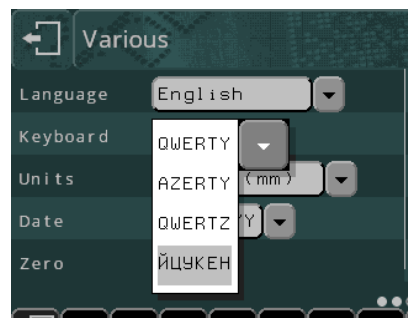 Various
Language English
Keyboard QWERTY
AZERTY
Units (mm)
QWERTZ
Date Y
ЙЦУКЕН
Zero